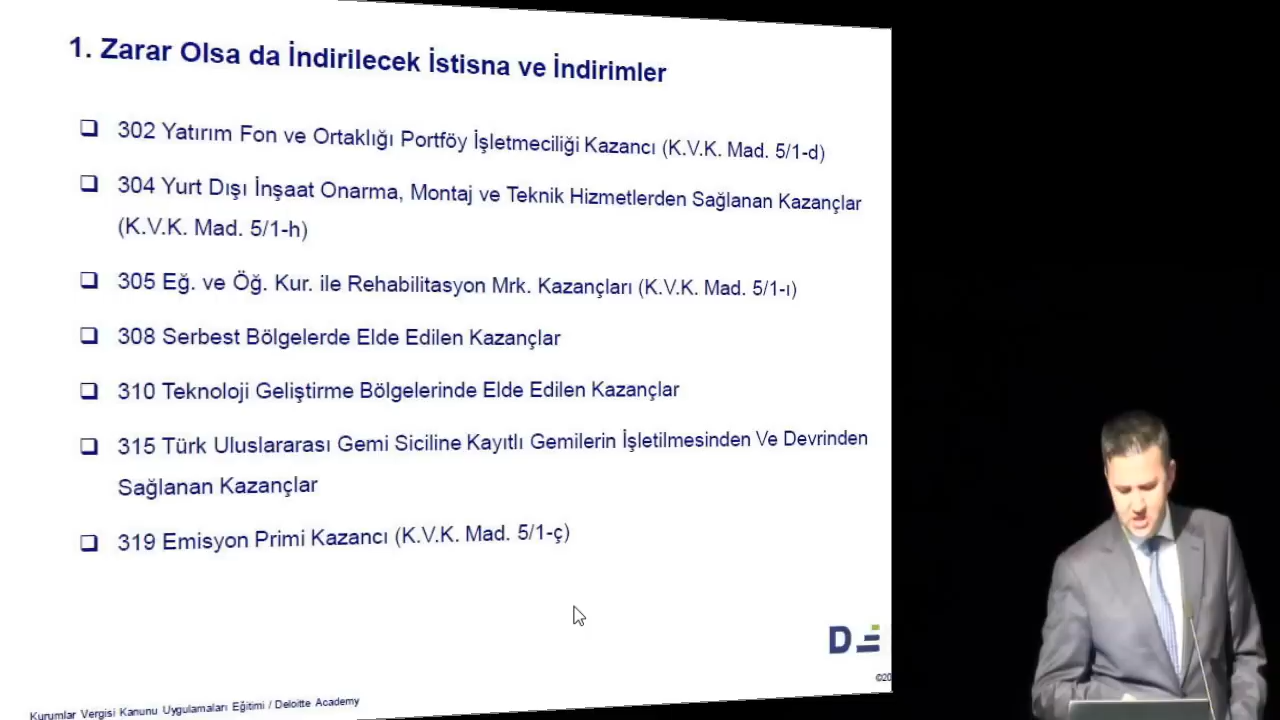 1. Zarar Olsa da İndirilecek İstisna ve İndirimler
302 Yatırım Fon ve Ortaklığı Portföy İşletmeciliği Kazancı (K.V.K. Mad. 5/1-d)
304 Yurt Dışı İnşaat Onarma, Montaj ve Teknik Hizmetlerden Sağlanan Kazançlar
(K.V.K. Mad. 5/1-h)
305 Eğ. ve Öğ. Kur. ile Rehabilitasyon Mrk. Kazançları (K.V.K. Mad. 5/1-ı)
308 Serbest Bölgelerde Elde Edilen Kazançlar
310 Teknoloji Geliştirme Bölgelerinde Elde Edilen Kazançlar
315 Türk Uluslararası Gemi Siciline Kayıtlı Gemilerin İşletilmesinden Ve Devrinden
Sağlanan Kazançlar
319 Emisyon Primi Kazancı (K.V.K. Mad. 5/1-ç)
©20
Kurumlar Vergisi Kanunu Uygulamaları Eğitimi / Deloitte Academy